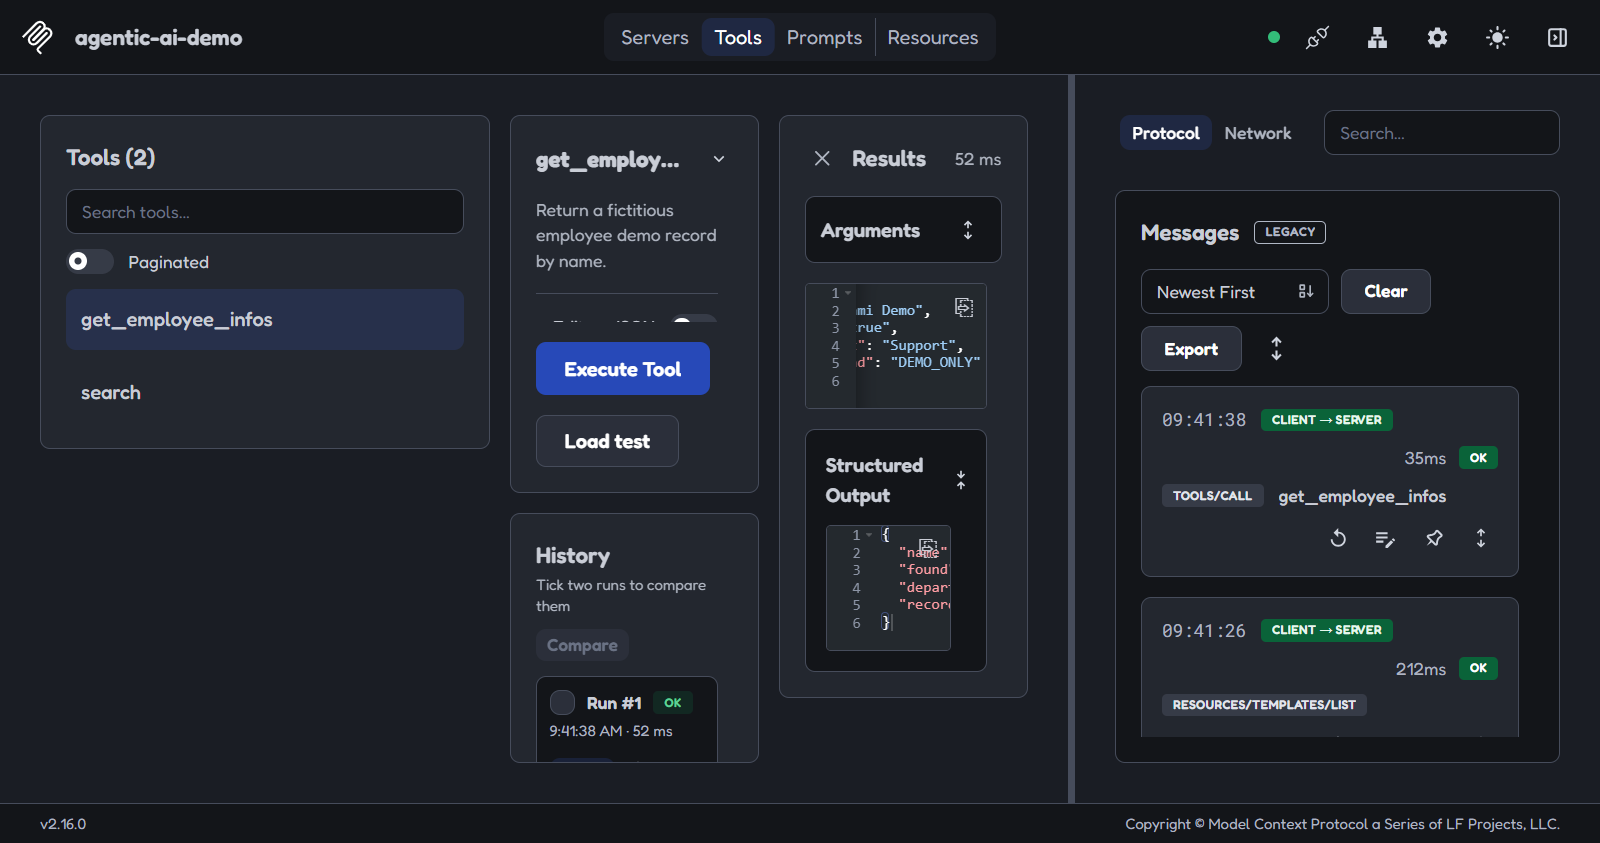 agentic-ai-demo
Servers
Tools
Prompts
Resources
Tools (2)
Search tools...
Paginated
get_employee_infos
search
get_employ...
Return a fictitious
employee demo record
by name.
Execute Tool
Load test
History
Tick two runs to compare
them
Compare
Run #1 OK
9:41:38 AM · 52 ms
Results 52 ms
Arguments
1
2 mi Demo",
3 rue",
4 ": "Support",
5 d": "DEMO_ONLY"
6
Structured
Output
1 {
2 "name"
3 "found
4 "depar
5 "recor
6 }
Protocol
Network
Search...
Messages LEGACY
Newest First
Clear
Export
09:41:38 CLIENT → SERVER
35ms OK
TOOLS/CALL get_employee_infos
09:41:26 CLIENT → SERVER
212ms OK
RESOURCES/TEMPLATES/LIST
v2.16.0
Copyright © Model Context Protocol a Series of LF Projects, LLC.